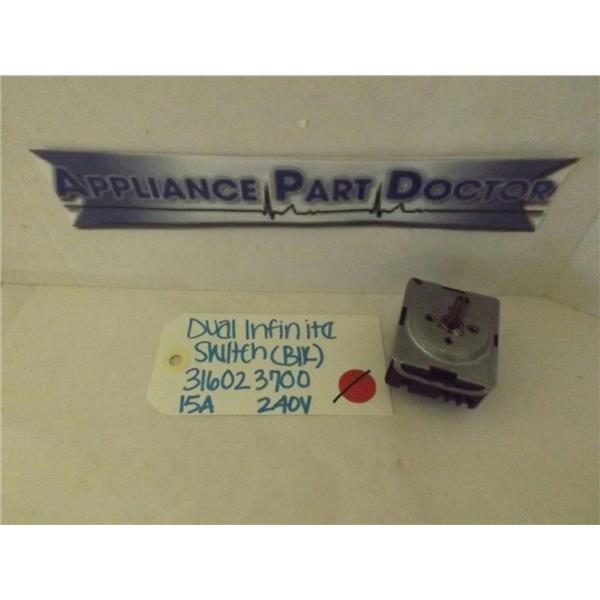 APPLIANCE PART DOCTOR
Dual Infinite
Switch (Blk)
316023700
15A 240V